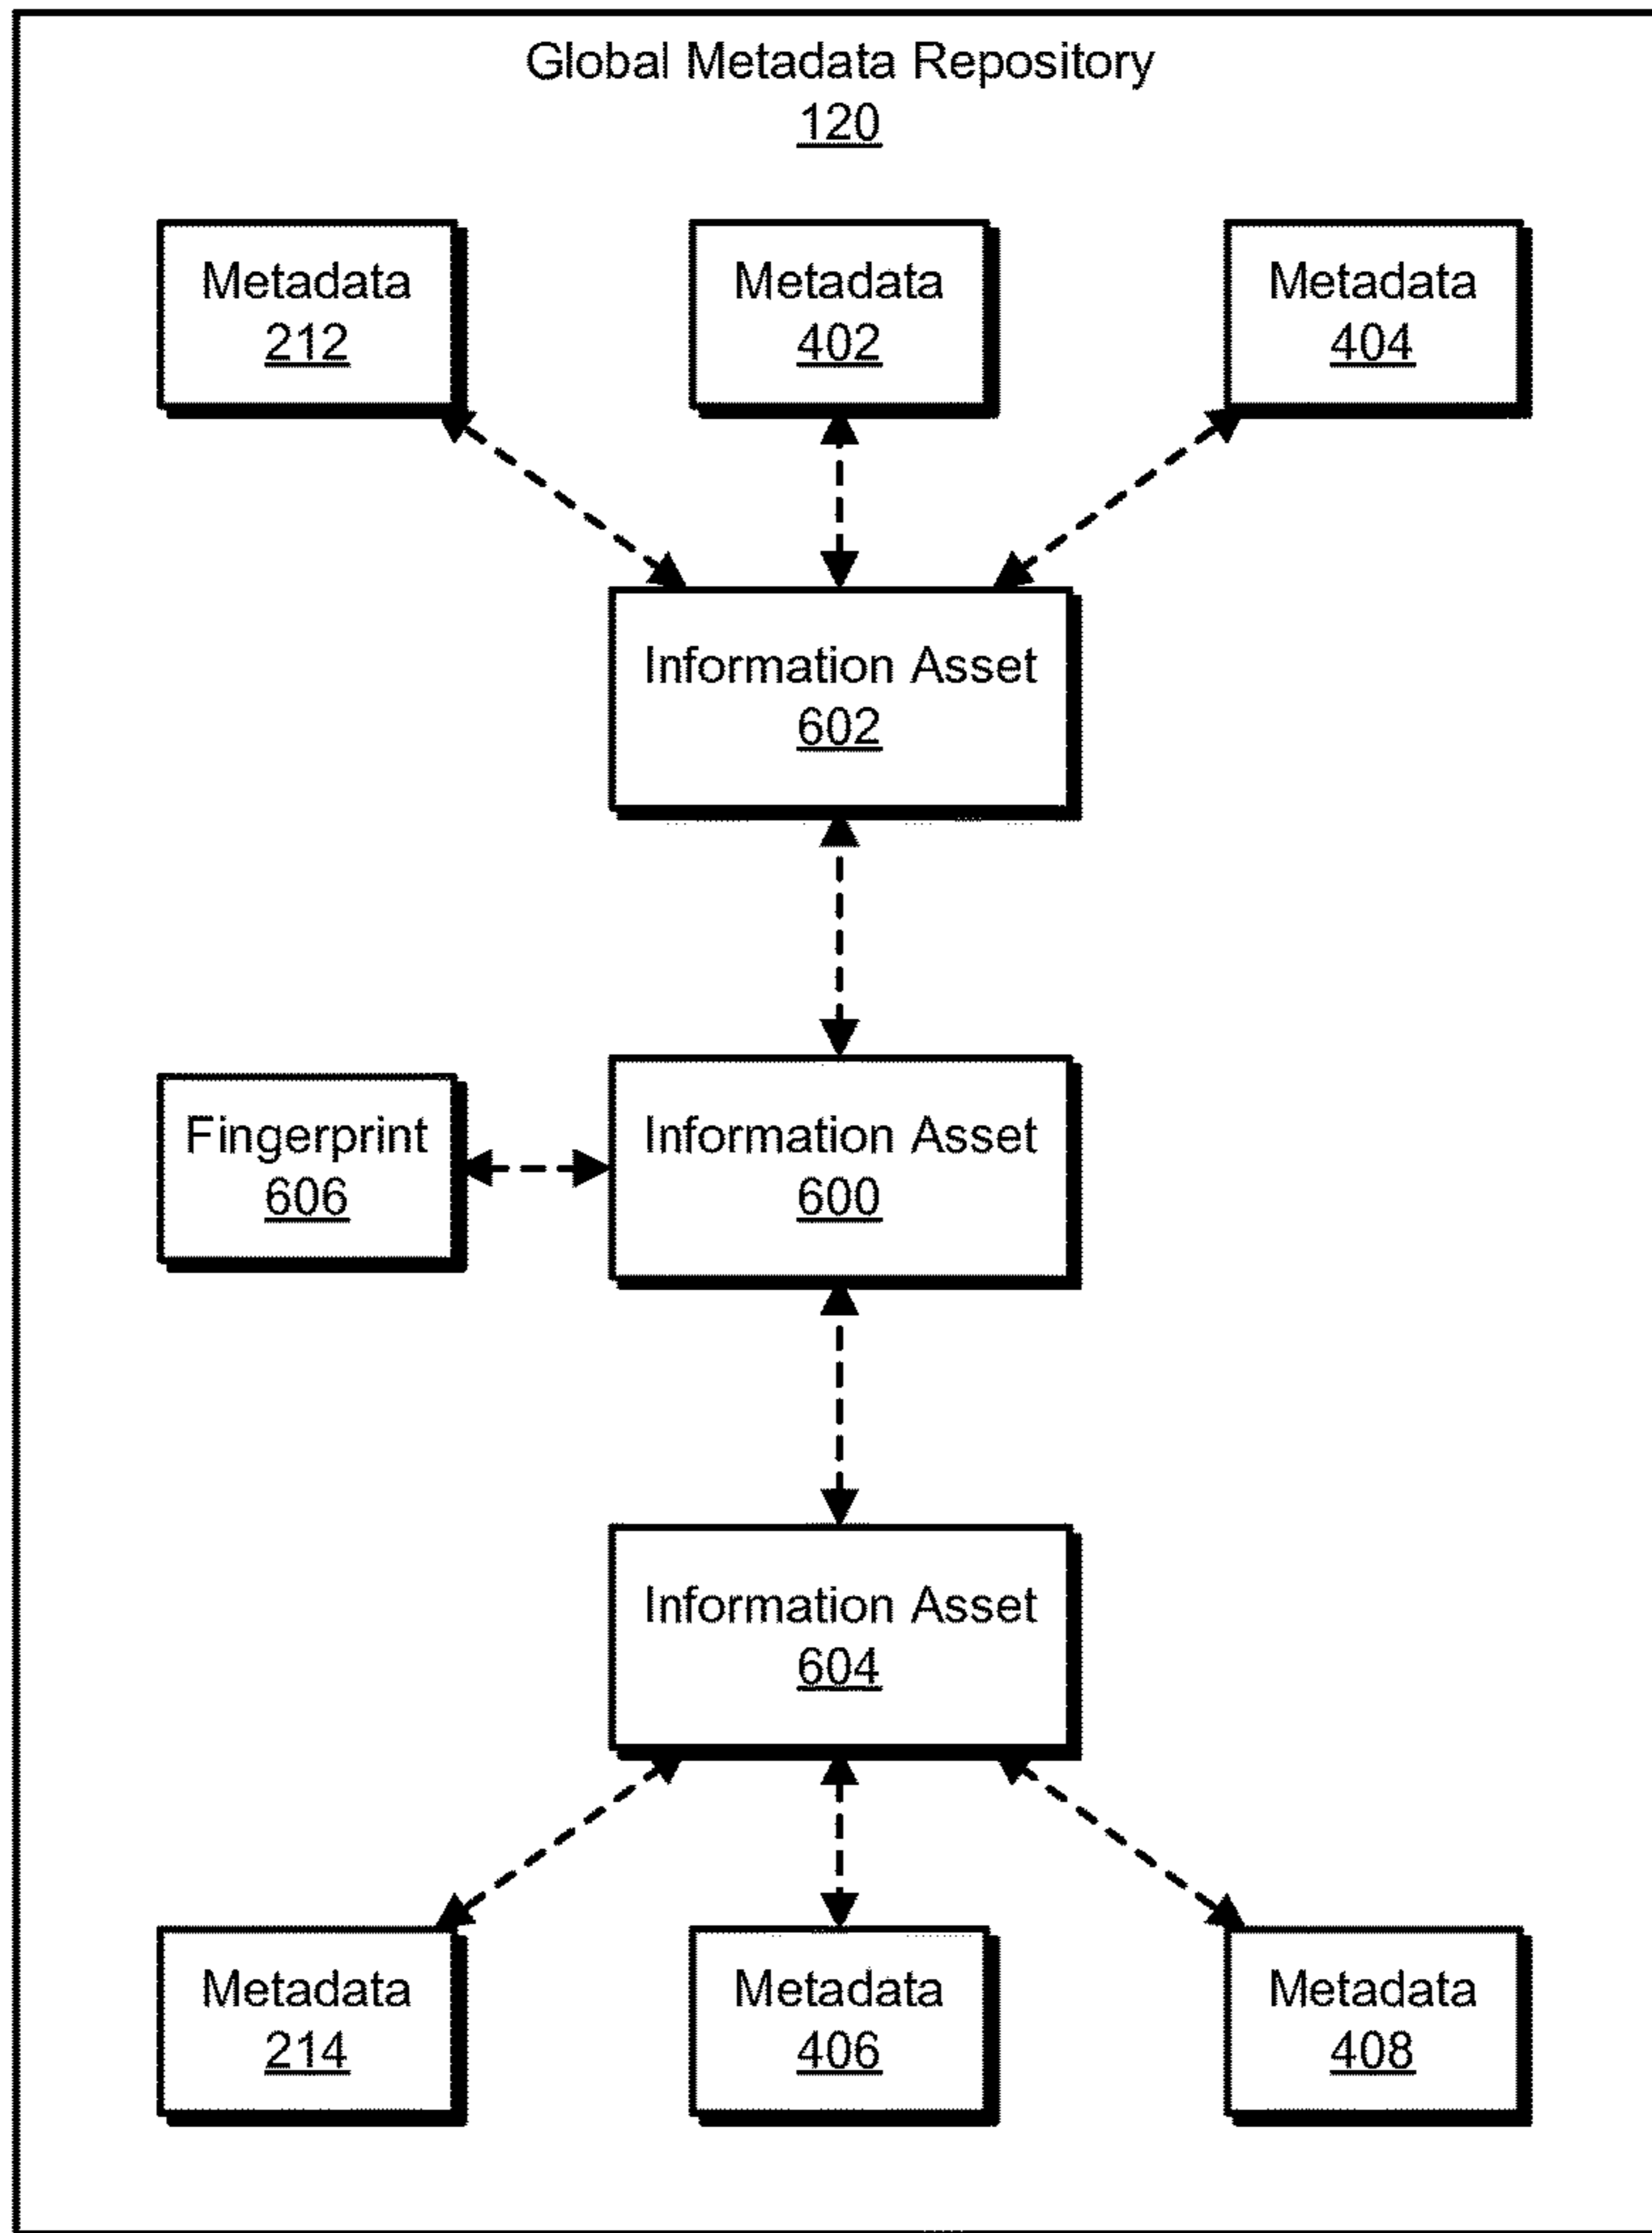 Global Metadata Repository
120
Metadata
212
Metadata
402
Metadata
404
Information Asset
602
Fingerprint
606
Information Asset
600
Information Asset
604
Metadata
214
Metadata
406
Metadata
408